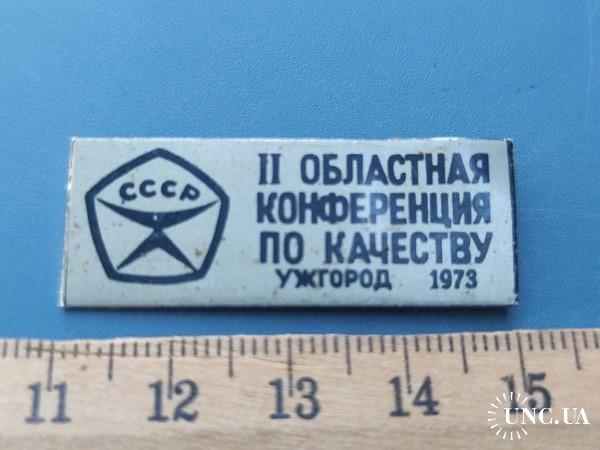 СССР
II ОБЛАСТНАЯ
КОНФЕРЕНЦИЯ
ПО КАЧЕСТВУ
УЖГОРОД 1973
11 12 13 14 15
UNC.UA